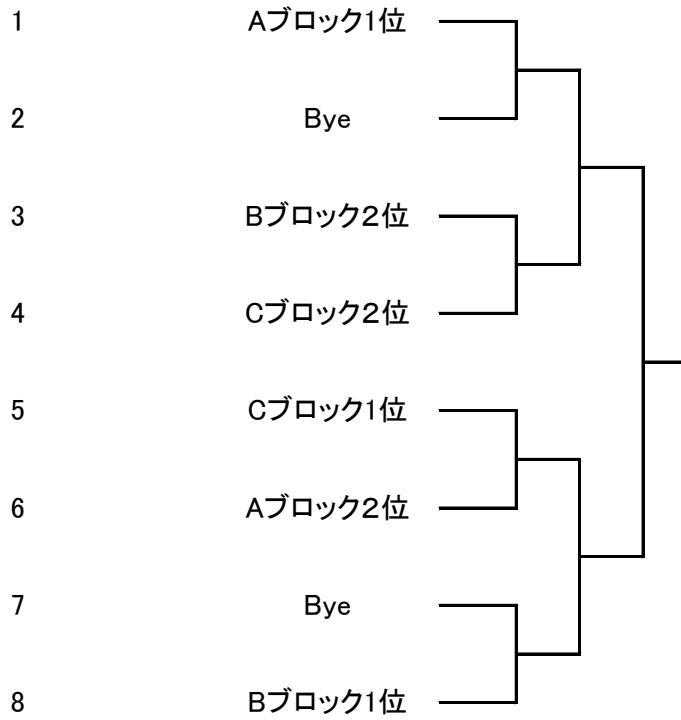 1 Aブロック1位
2 Bye
3 Bブロック２位
4 Cブロック２位
5 Cブロック1位
6 Aブロック２位
7 Bye
8 Bブロック1位